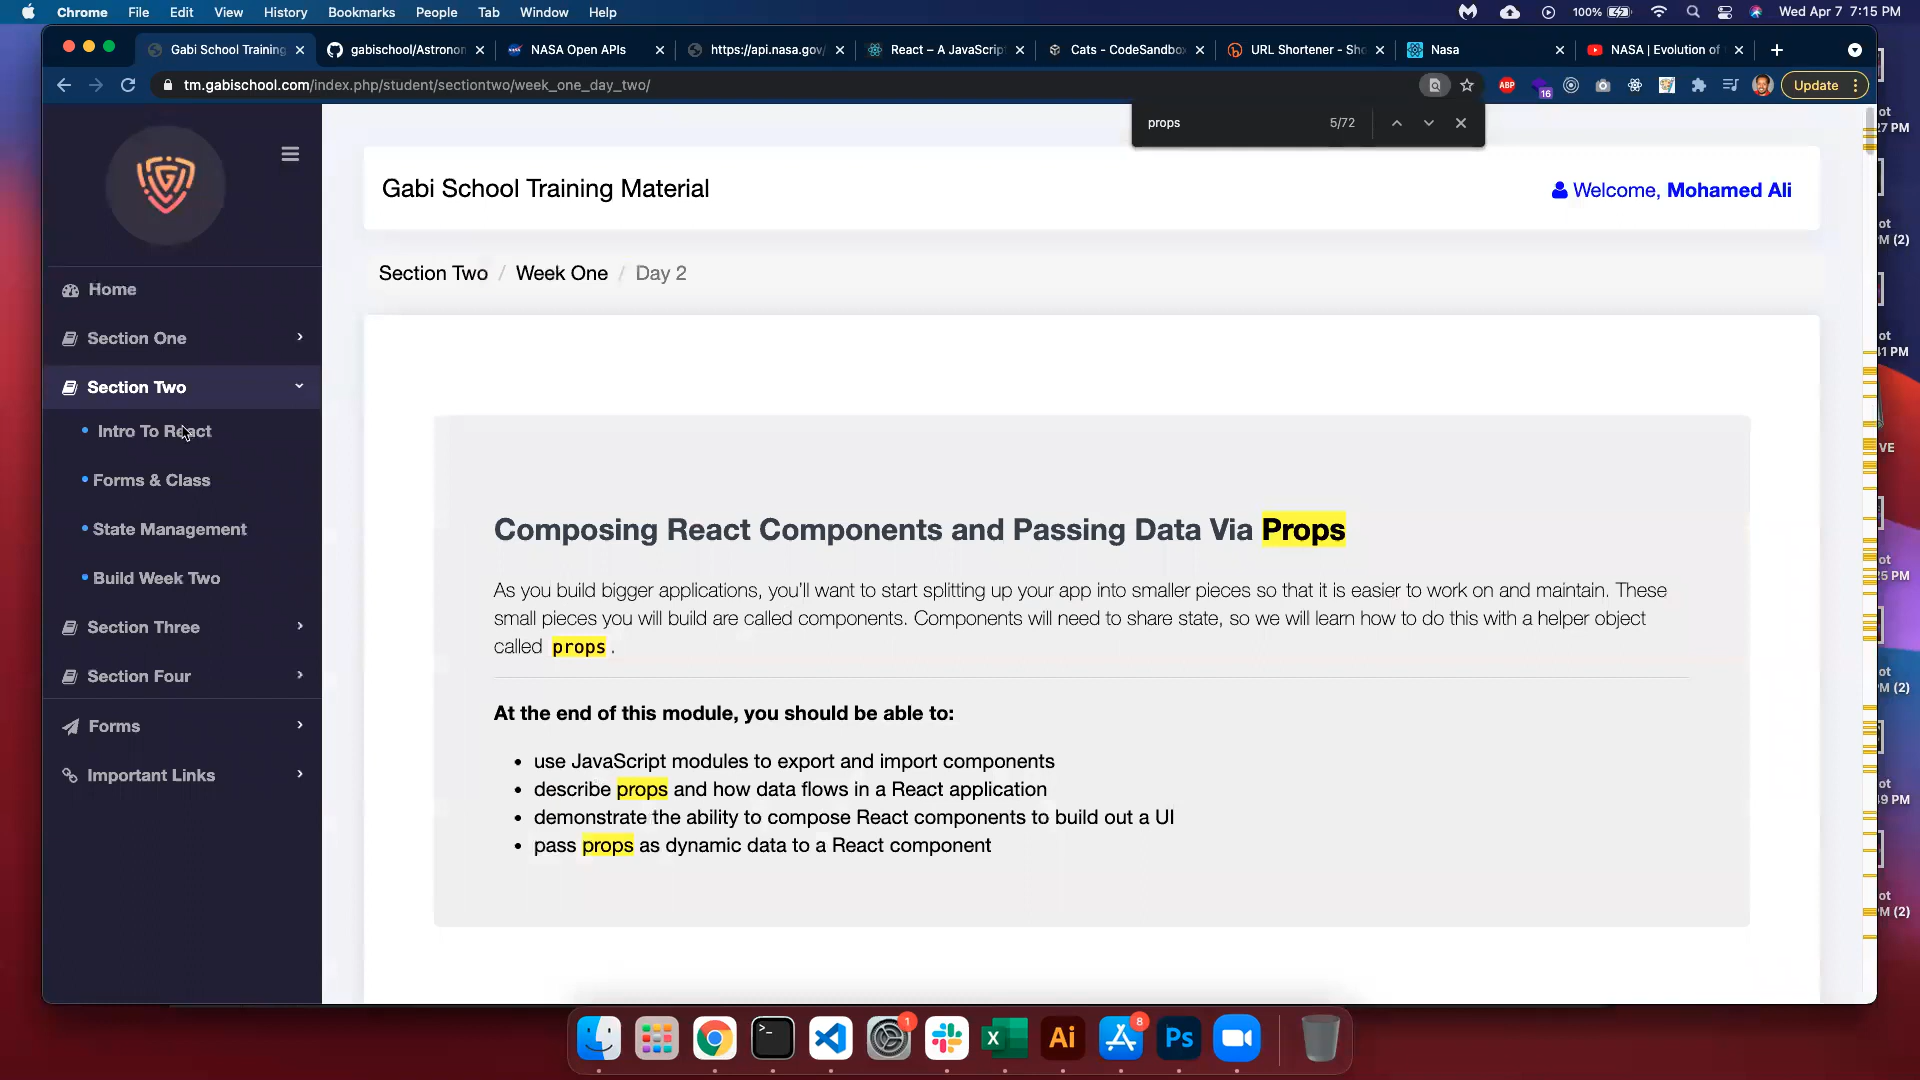 Chrome File Edit View History Bookmarks People Tab Window Help 100% Wed Apr 7 7:15 PM
Gabi School Training gabischool/Astronon NASA Open APIs https://api.nasa.gov/ React – A JavaScript Cats - CodeSandbox URL Shortener - Sho Nasa NASA | Evolution of
tm.gabischool.com/index.php/student/sectiontwo/week_one_day_two/ ABP 16 Update
props 5/72
Gabi School Training Material
Welcome, Mohamed Ali
Section Two / Week One / Day 2
Home
Section One
Section Two
Intro To React
Forms & Class
State Management
Build Week Two
Section Three
Section Four
Forms
Important Links
Composing React Components and Passing Data Via Props
As you build bigger applications, you’ll want to start splitting up your app into smaller pieces so that it is easier to work on and maintain. These
small pieces you will build are called components. Components will need to share state, so we will learn how to do this with a helper object
called props .
At the end of this module, you should be able to:
• use JavaScript modules to export and import components
• describe props and how data flows in a React application
• demonstrate the ability to compose React components to build out a UI
• pass props as dynamic data to a React component
1 8
Ai Ps